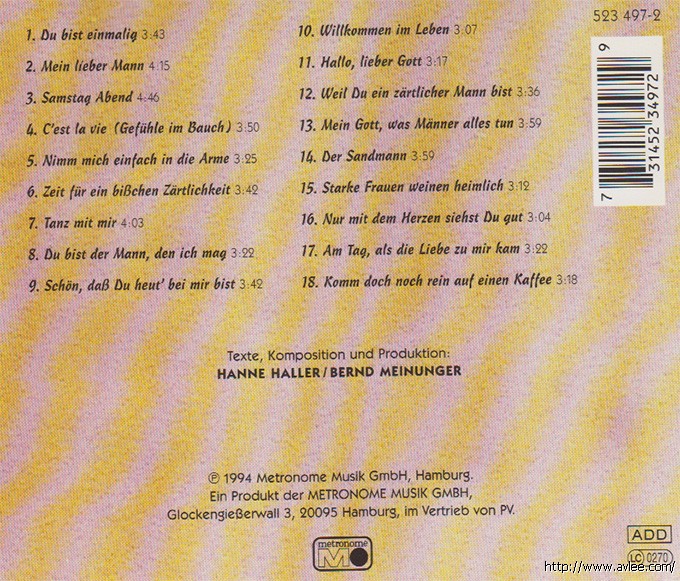 523 497-2
1. Du bist einmalig 3:43
2. Mein lieber Mann 4:15
3. Samstag Abend 4:46
4. C'est la vie (Gefühle im Bauch) 3:50
5. Nimm mich einfach in die Arme 3:25
6. Zeit für ein bißchen Zärtlichkeit 3:42
7. Tanz mit mir 4:03
8. Du bist der Mann, den ich mag 3:22
9. Schön, daß Du heut' bei mir bist 3:42
10. Willkommen im Leben 3:07
11. Hallo, lieber Gott 3:17
12. Weil Du ein zärtlicher Mann bist 3:36
13. Mein Gott, was Männer alles tun 3:59
14. Der Sandmann 3:59
15. Starke Frauen weinen heimlich 3:12
16. Nur mit dem Herzen siehst Du gut 3:04
17. Am Tag, als die Liebe zu mir kam 3:22
18. Komm doch noch rein auf einen Kaffee 3:18
7 31452 34972 9
Texte, Komposition und Produktion:
HANNE HALLER/BERND MEINUNGER
℗ 1994 Metronome Musik GmbH, Hamburg.
Ein Produkt der METRONOME MUSIK GMBH,
Glockengießerwall 3, 20095 Hamburg, im Vertrieb von PV.
metronome
M
ADD
LC 0270
http://www.avlee.com/